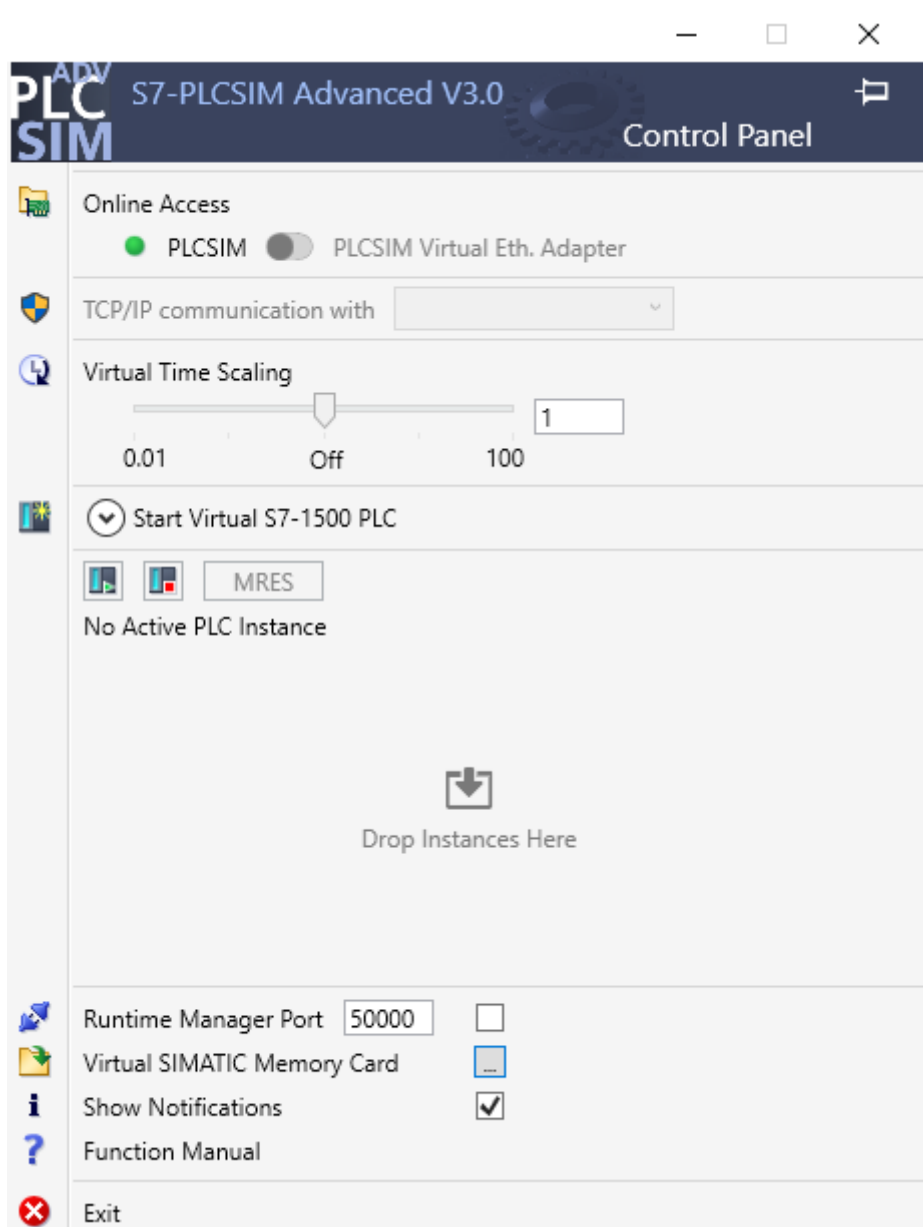 PLC ADV
SIM
S7-PLCSIM Advanced V3.0
Control Panel
Online Access
PLCSIM PLCSIM Virtual Eth. Adapter
TCP/IP communication with
Virtual Time Scaling
1
0.01 Off 100
Start Virtual S7-1500 PLC
MRES
No Active PLC Instance
Drop Instances Here
Runtime Manager Port 50000
Virtual SIMATIC Memory Card ...
Show Notifications
Function Manual
Exit